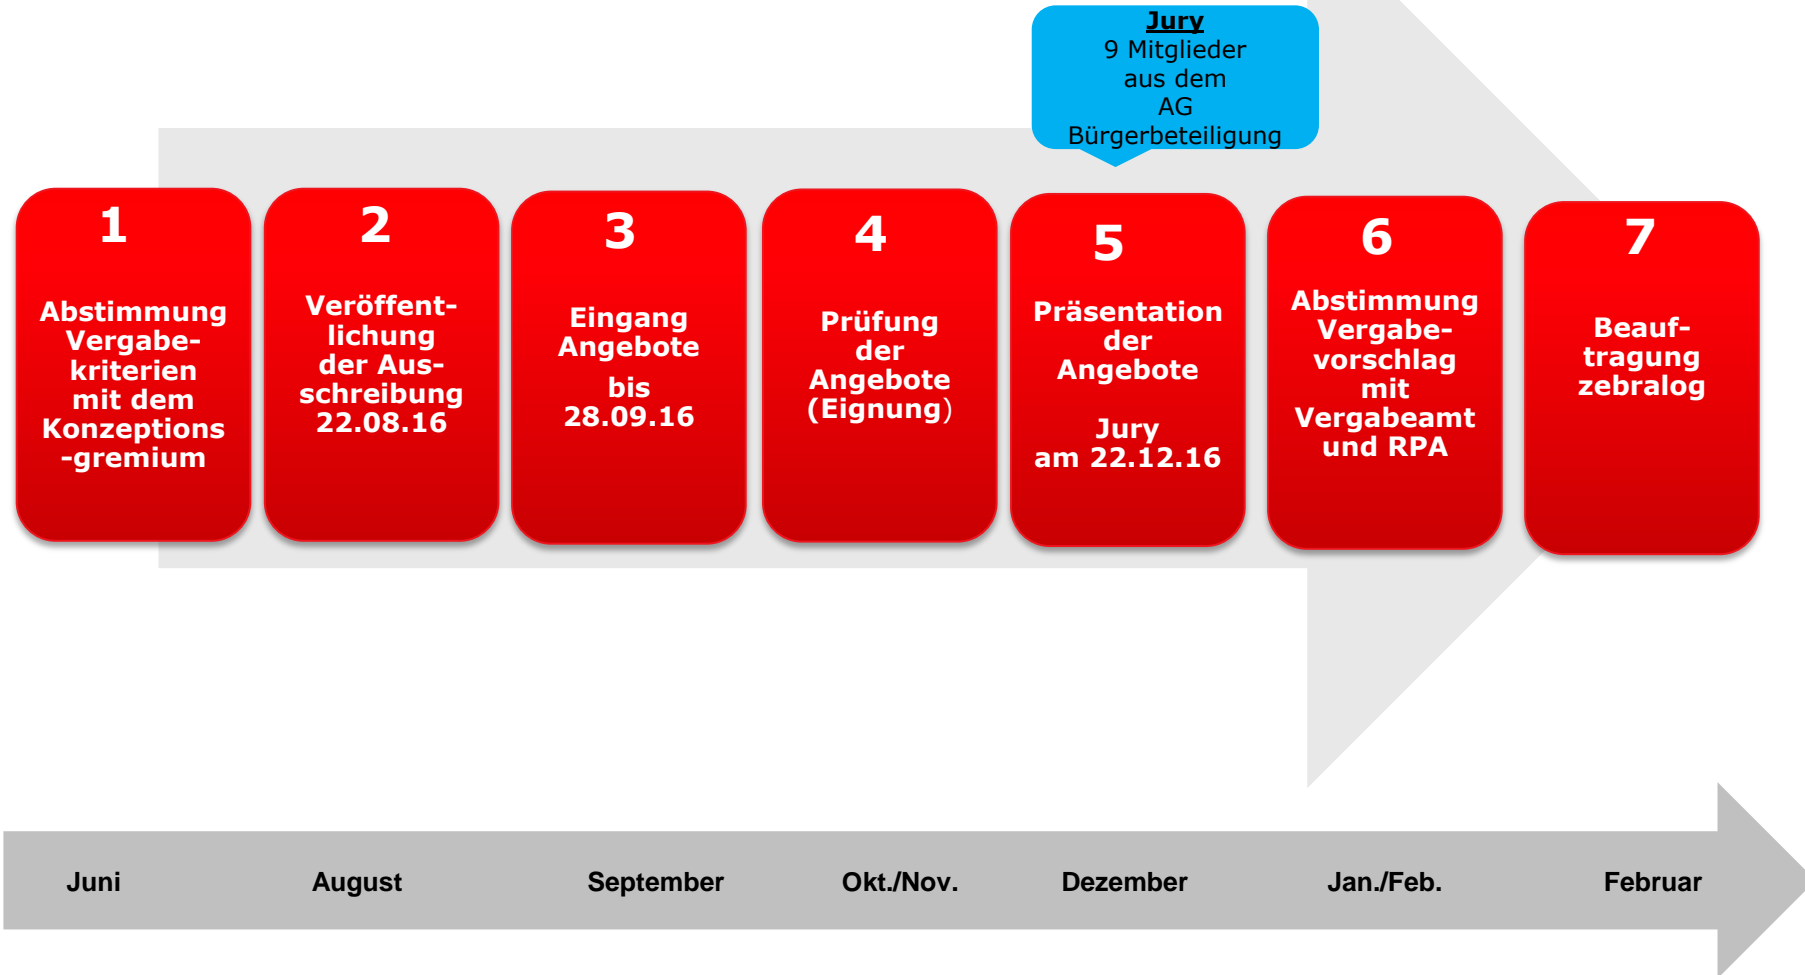 Jury
9 Mitglieder
aus dem
AG
Bürgerbeteiligung
1
Abstimmung
Vergabe-
kriterien
mit dem
Konzeptions
-gremium
2
Veröffent-
lichung
der Aus-
schreibung
22.08.16
3
Eingang
Angebote
bis
28.09.16
4
Prüfung
der
Angebote
(Eignung)
5
Präsentation
der
Angebote
Jury
am 22.12.16
6
Abstimmung
Vergabe-
vorschlag
mit
Vergabeamt
und RPA
7
Beauf-
tragung
zebralog
Juni
August
September
Okt./Nov.
Dezember
Jan./Feb.
Februar